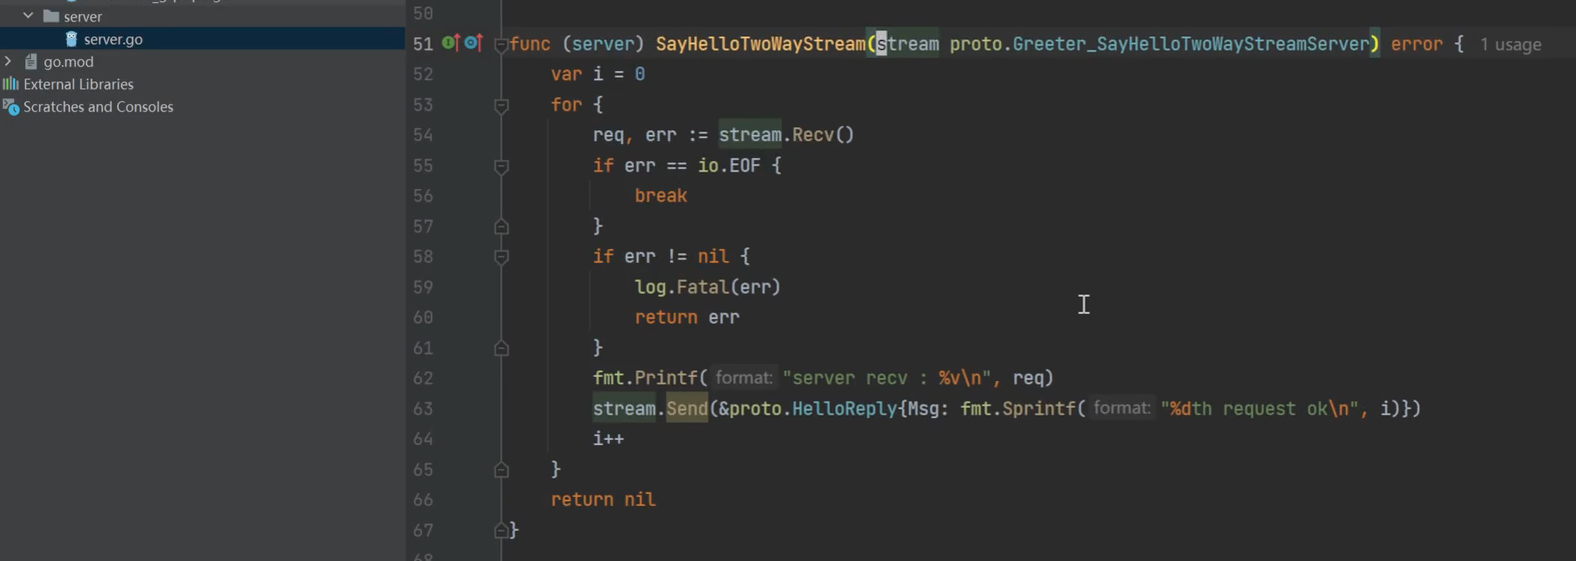 server
server.go
go.mod
External Libraries
Scratches and Consoles
50
51 func (server) SayHelloTwoWayStream(stream proto.Greeter_SayHelloTwoWayStreamServer) error { 1 usage
52 var i = 0
53 for {
54 req, err := stream.Recv()
55 if err == io.EOF {
56 break
57 }
58 if err != nil {
59 log.Fatal(err)
60 return err
61 }
62 fmt.Printf( format: "server recv : %v\n", req)
63 stream.Send(&proto.HelloReply{Msg: fmt.Sprintf( format: "%dth request ok\n", i)})
64 i++
65 }
66 return nil
67 }
68